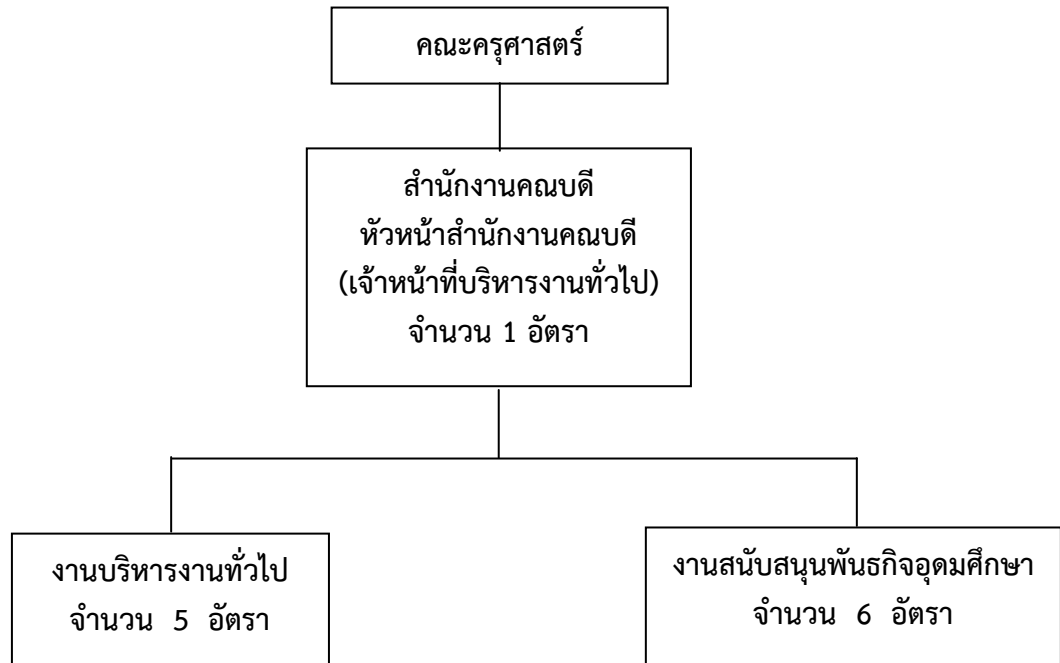 คณะครุศาสตร์
สำนักงานคณบดี
หัวหน้าสำนักงานคณบดี
(เจ้าหน้าที่บริหารงานทั่วไป)
จำนวน 1 อัตรา
งานบริหารงานทั่วไป
จำนวน 5 อัตรา
งานสนับสนุนพันธกิจอุดมศึกษา
จำนวน 6 อัตรา